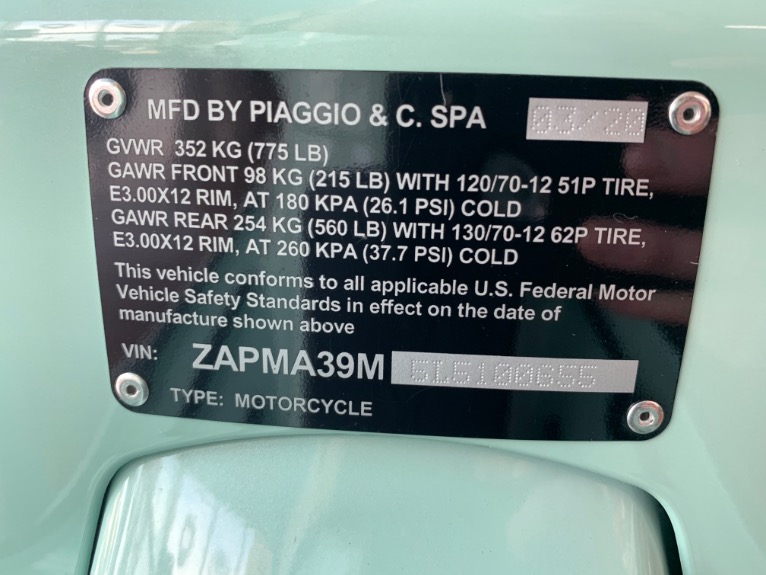 MFD BY PIAGGIO & C. SPA 03/20
GVWR 352 KG (775 LB)
GAWR FRONT 98 KG (215 LB) WITH 120/70-12 51P TIRE,
E3.00X12 RIM, AT 180 KPA (26.1 PSI) COLD
GAWR REAR 254 KG (560 LB) WITH 130/70-12 62P TIRE,
E3.00X12 RIM, AT 260 KPA (37.7 PSI) COLD
This vehicle conforms to all applicable U.S. Federal Motor
Vehicle Safety Standards in effect on the date of
manufacture shown above
VIN: ZAPMA39M 5L5100655
TYPE: MOTORCYCLE